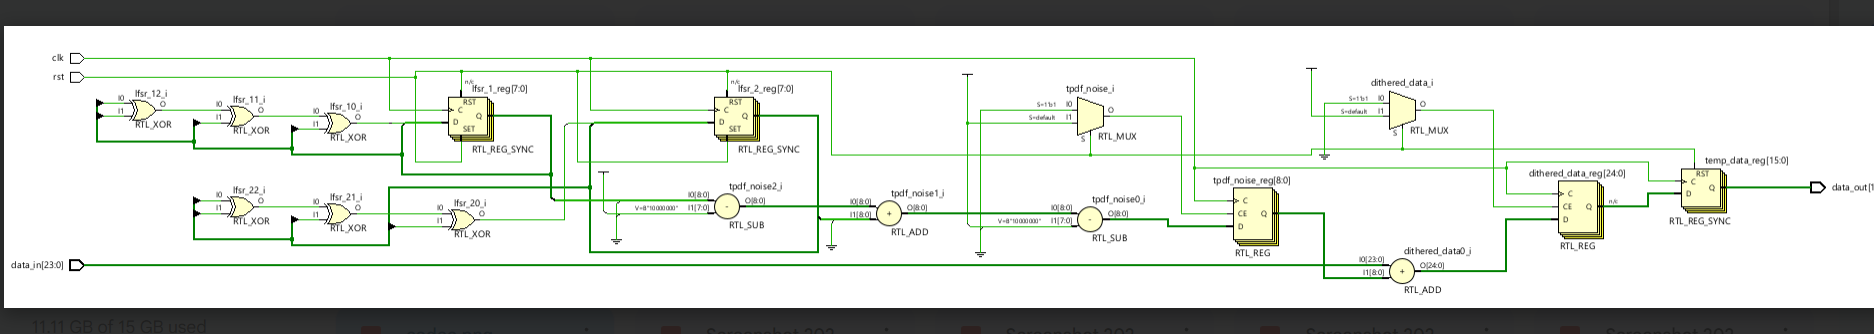 clk
rst
lfsr_12_i
I0
I1
O
RTL_XOR
lfsr_11_i
I0
I1
O
RTL_XOR
lfsr_10_i
I0
I1
O
RTL_XOR
n/c
lfsr_1_reg[7:0]
RST
C
D
Q
SET
RTL_REG_SYNC
n/c
lfsr_2_reg[7:0]
RST
C
D
Q
SET
RTL_REG_SYNC
tpdf_noise_i
S=1'b1
I0
S=default
I1
O
S
RTL_MUX
dithered_data_i
S=1'b1
I0
S=default
I1
O
S
RTL_MUX
lfsr_22_i
I0
I1
O
RTL_XOR
lfsr_21_i
I0
I1
O
RTL_XOR
lfsr_20_i
I0
I1
O
RTL_XOR
tpdf_noise2_i
I0[8:0]
V=B"10000000"
I1[7:0]
-
O[8:0]
RTL_SUB
tpdf_noise1_i
I0[8:0]
I1[8:0]
+
O[8:0]
RTL_ADD
tpdf_noise0_i
I0[8:0]
V=B"10000000"
I1[7:0]
-
O[8:0]
RTL_SUB
tpdf_noise_reg[8:0]
C
CE
D
Q
RTL_REG
dithered_data_reg[24:0]
C
CE
D
Q
n/c
RTL_REG
temp_data_reg[15:0]
RST
C
D
Q
RTL_REG_SYNC
data_out[1
data_in[23:0]
dithered_data0_i
I0[23:0]
I1[8:0]
+
O[24:0]
RTL_ADD
11.11 GB of 15 GB used